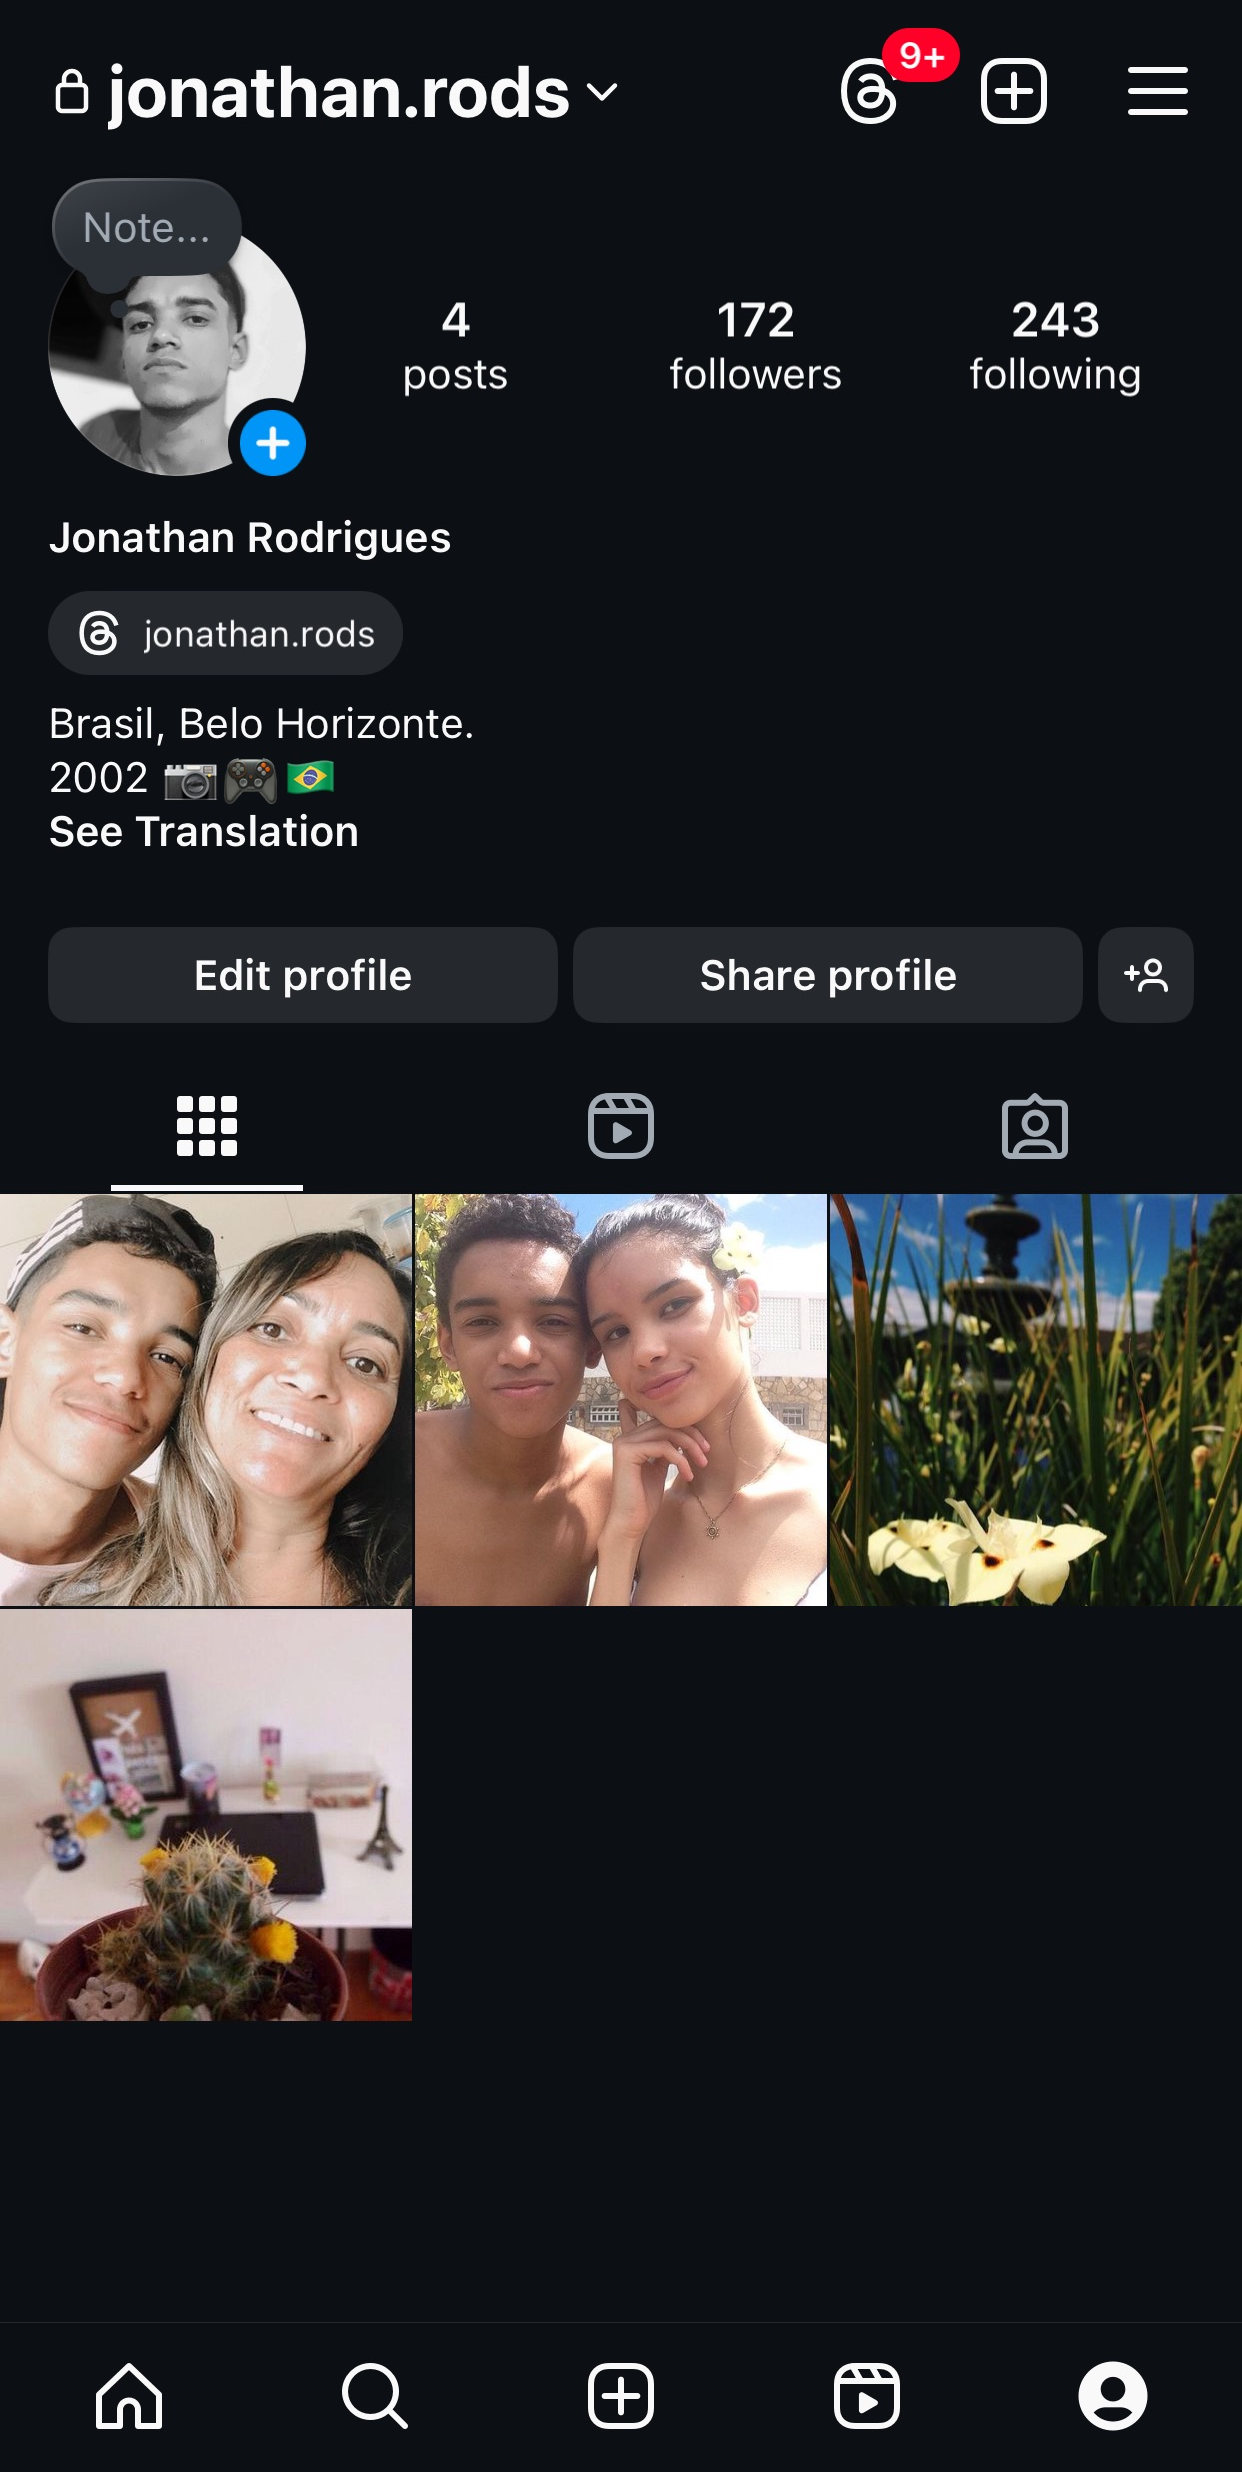 jonathan.rods
9+
Note...
4
posts
172
followers
243
following
Jonathan Rodrigues
jonathan.rods
Brasil, Belo Horizonte.
2002 📷🎮🇧🇷
See Translation
Edit profile
Share profile